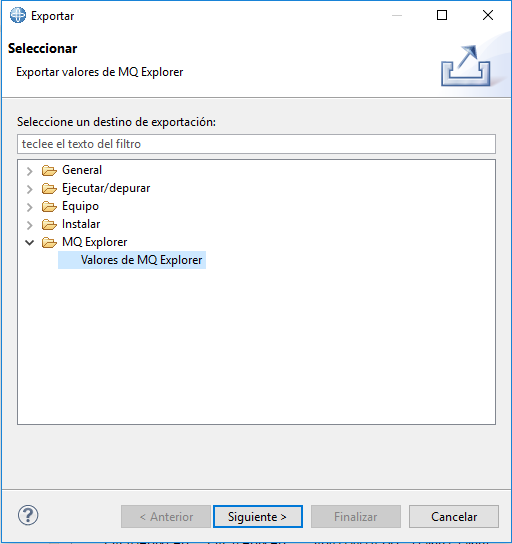 Exportar
Seleccionar
Exportar valores de MQ Explorer
Seleccione un destino de exportación:
teclee el texto del filtro
General
Ejecutar/depurar
Equipo
Instalar
MQ Explorer
Valores de MQ Explorer
?
< Anterior
Siguiente >
Finalizar
Cancelar